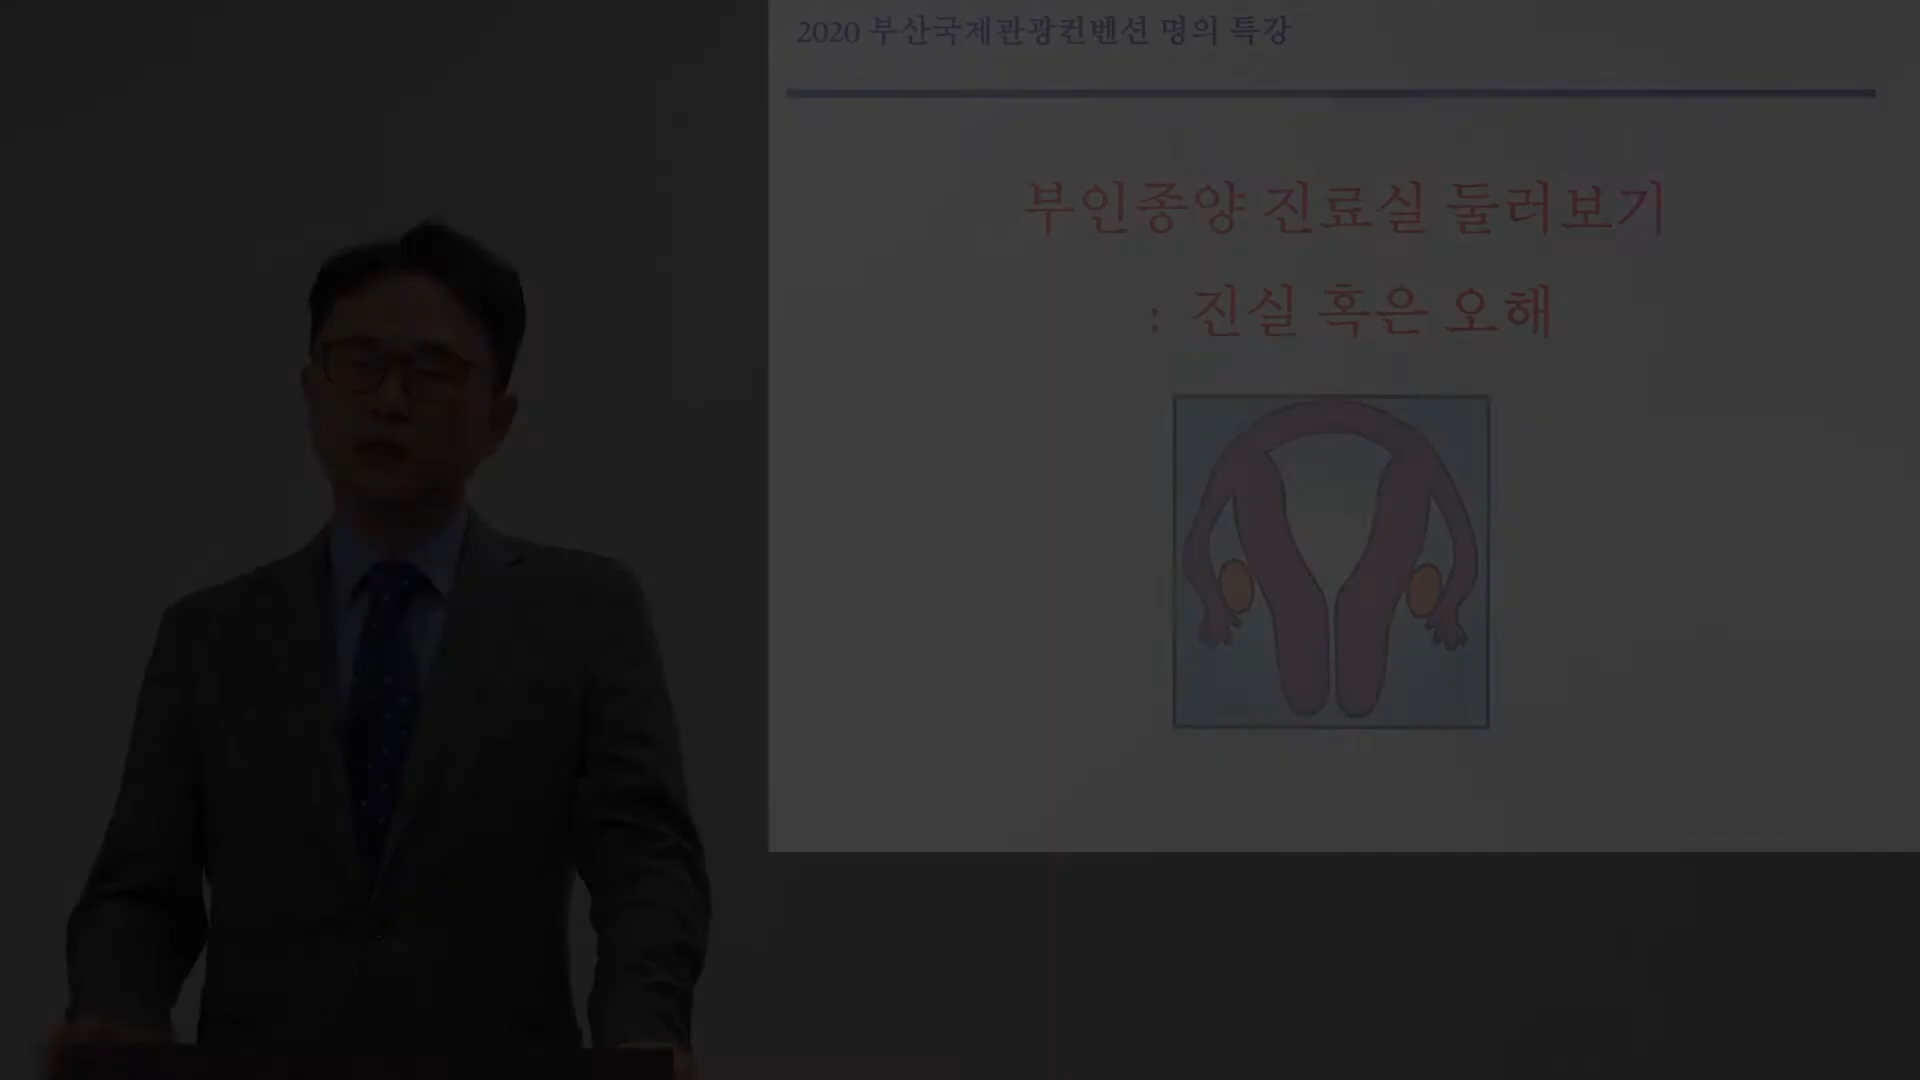 2020 부산국제관광컨벤션 명의 특강
부인종양 진료실 둘러보기
: 진실 혹은 오해